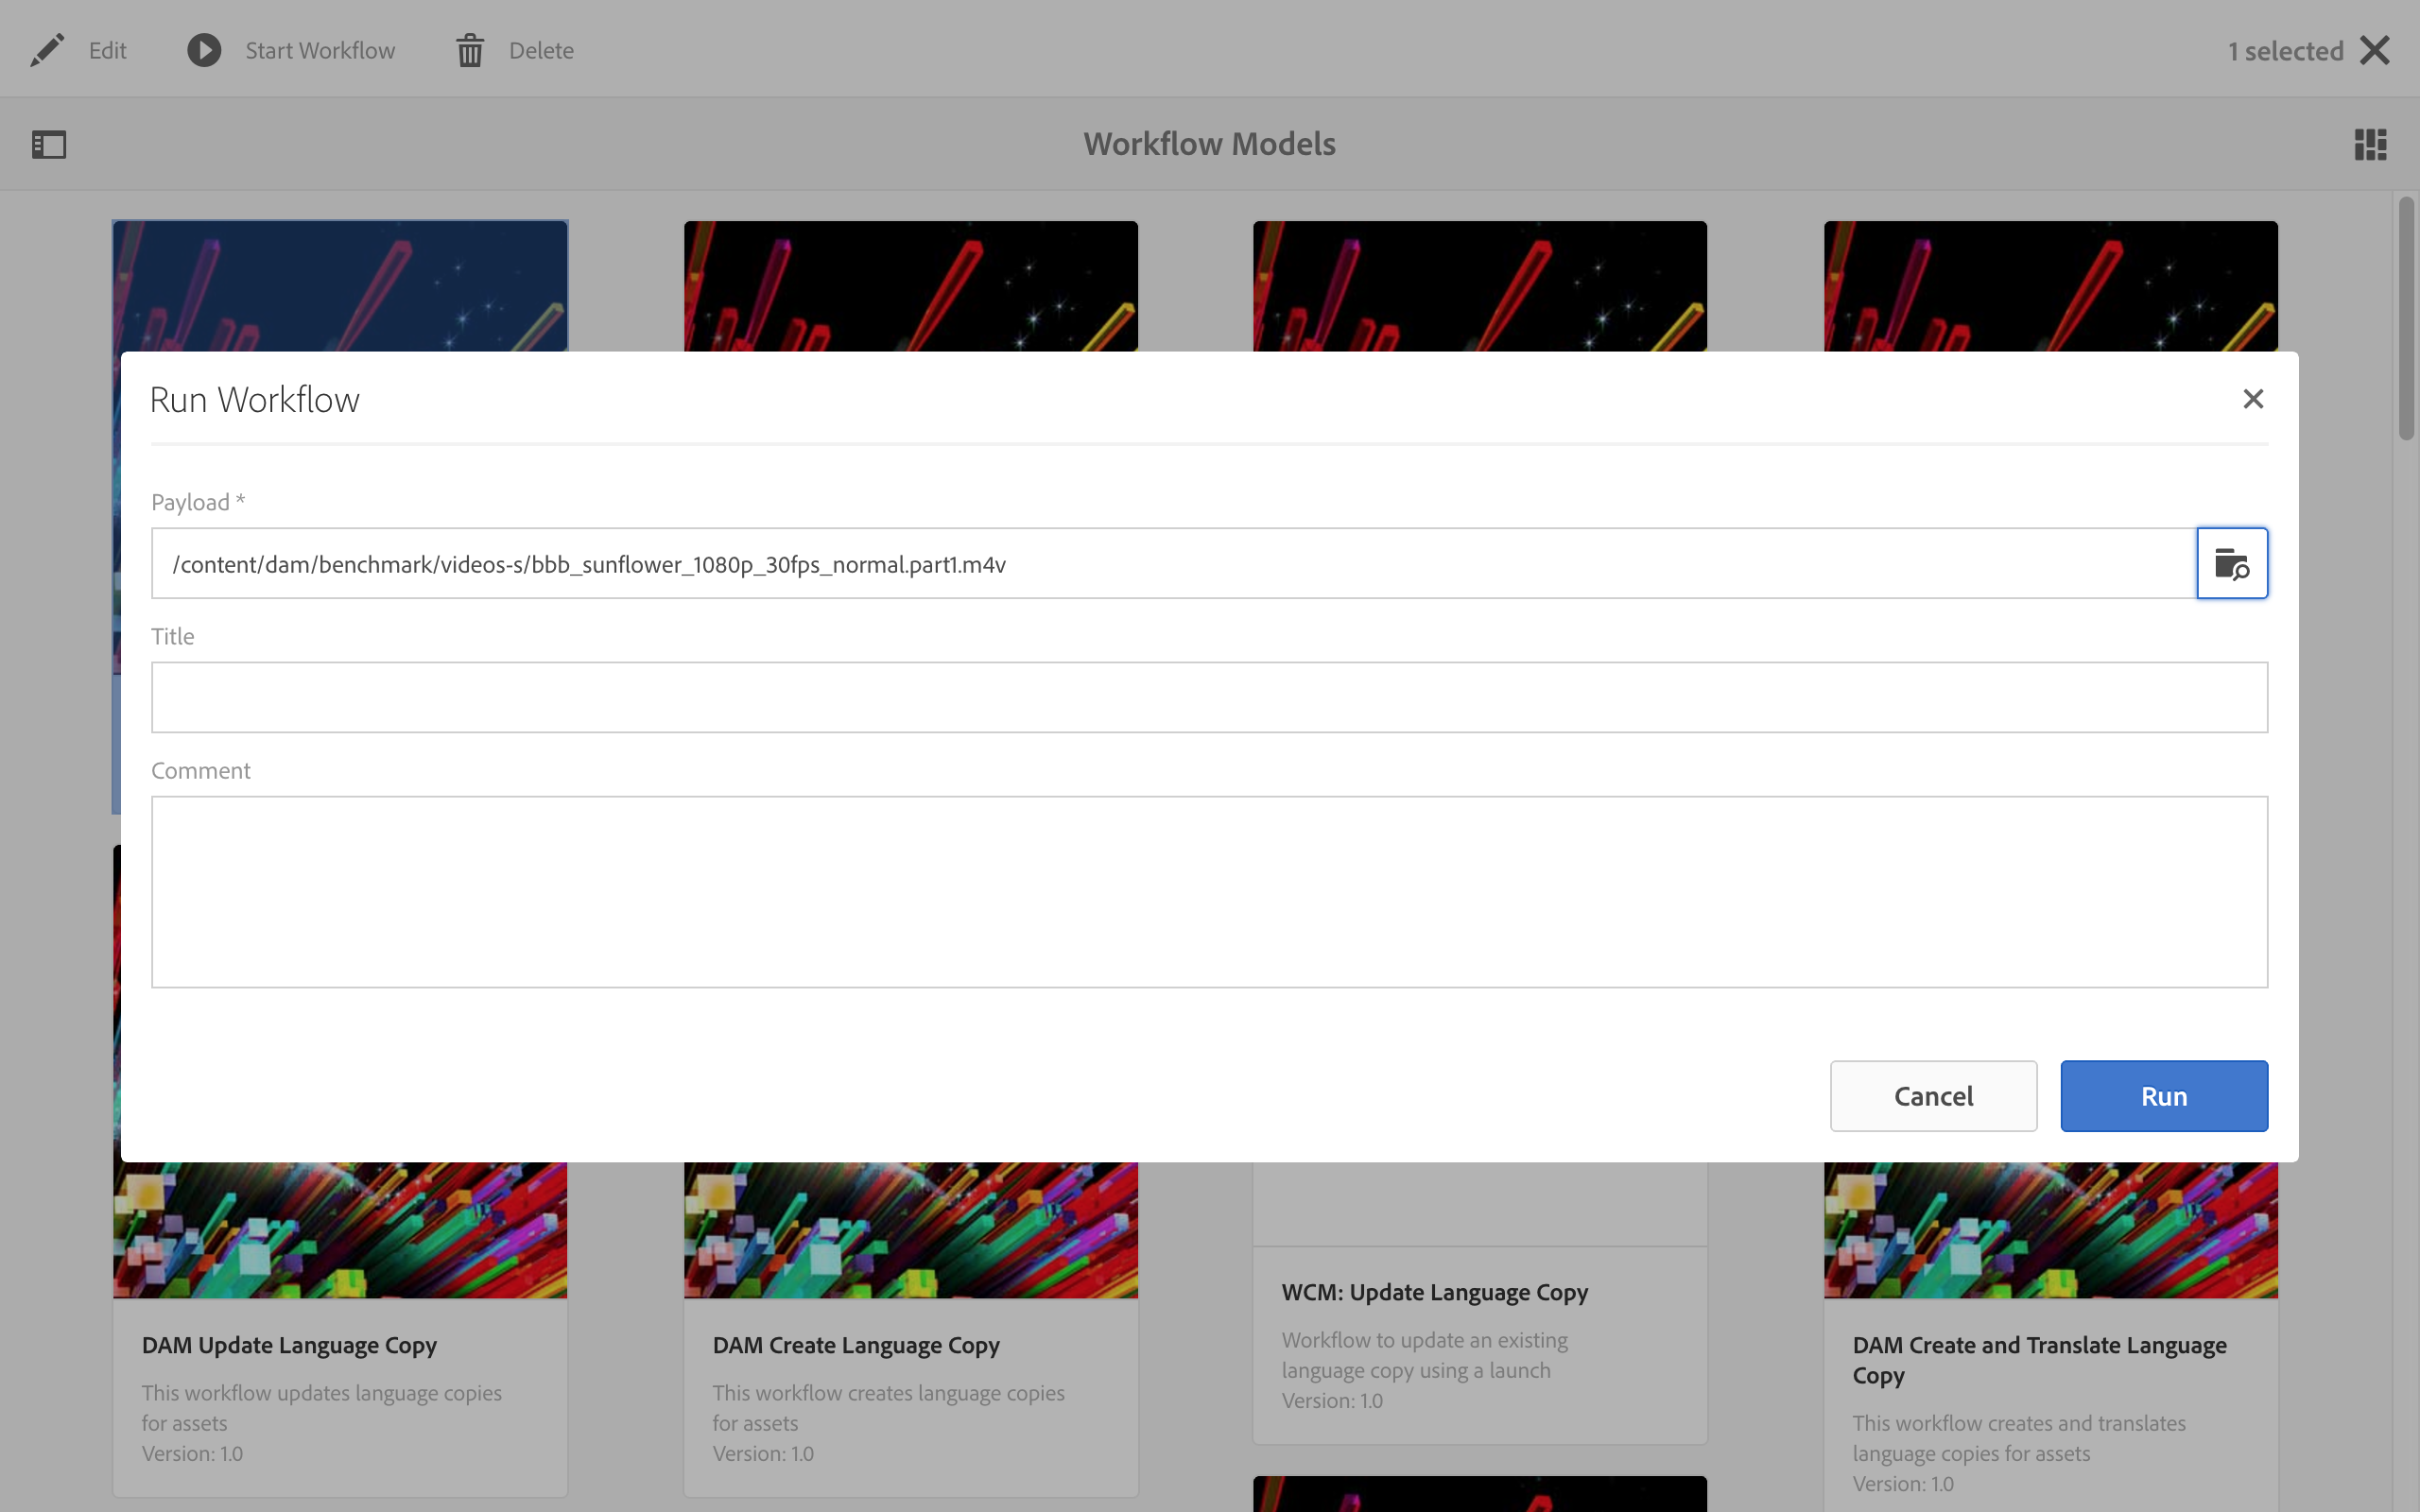 Edit
Start Workflow
Delete
1 selected
Workflow Models
Run Workflow
Payload *
/content/dam/benchmark/videos-s/bbb_sunflower_1080p_30fps_normal.part1.m4v
Title
Comment
Cancel
Run
DAM Update Language Copy
This workflow updates language copies
for assets
Version: 1.0
DAM Create Language Copy
This workflow creates language copies
for assets
Version: 1.0
WCM: Update Language Copy
Workflow to update an existing
language copy using a launch
Version: 1.0
DAM Create and Translate Language
Copy
This workflow creates and translates
language copies for assets
Version: 1.0